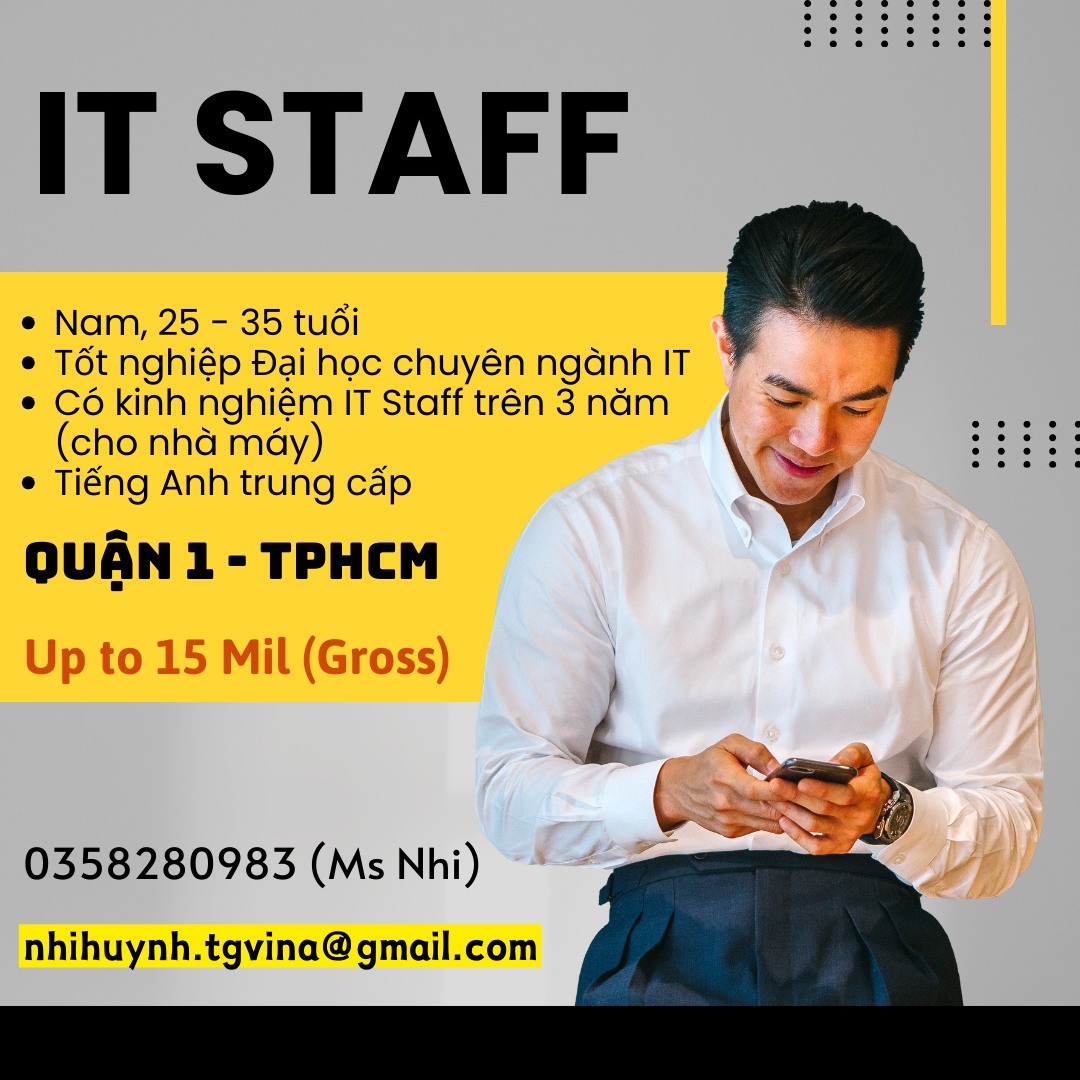 IT STAFF
Nam, 25 - 35 tuổi
Tốt nghiệp Đại học chuyên ngành IT
Có kinh nghiệm IT Staff trên 3 năm
(cho nhà máy)
Tiếng Anh trung cấp
QUẬN 1 - TPHCM
Up to 15 Mil (Gross)
0358280983 (Ms Nhi)
nhihuynh.tgvina@gmail.com